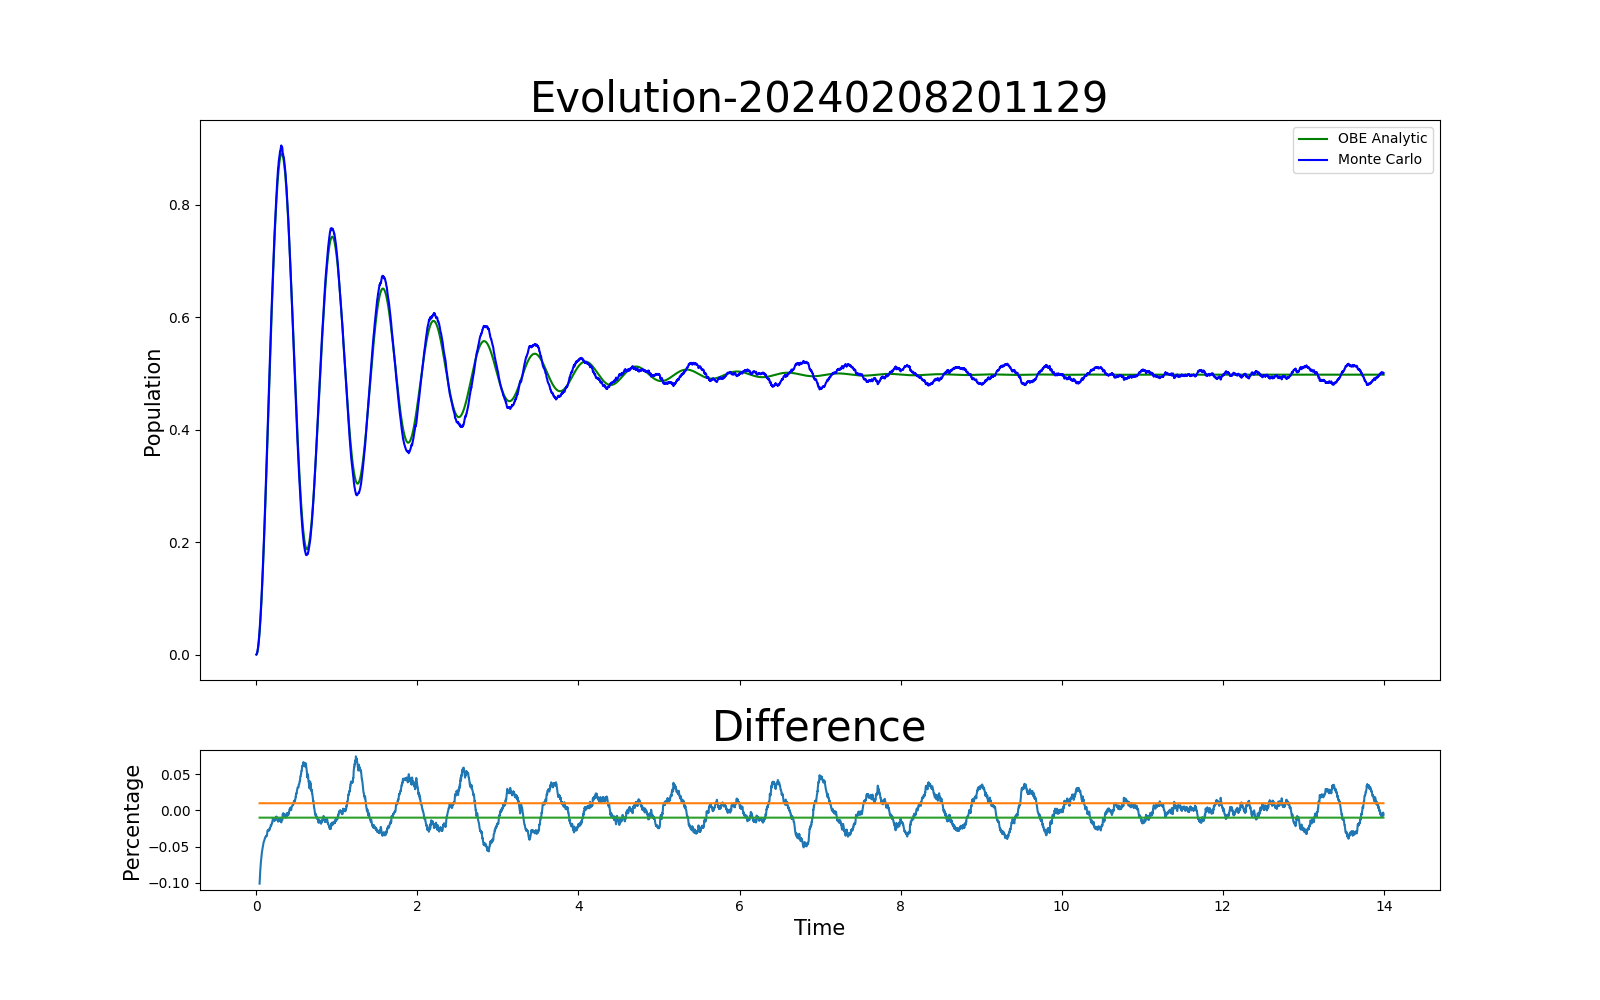 Evolution-20240208201129
OBE Analytic
Monte Carlo
0.8
0.6
0.4
0.2
0.0
Population
Difference
0.05
0.00
−0.05
−0.10
Percentage
0 2 4 6 8 10 12 14
Time